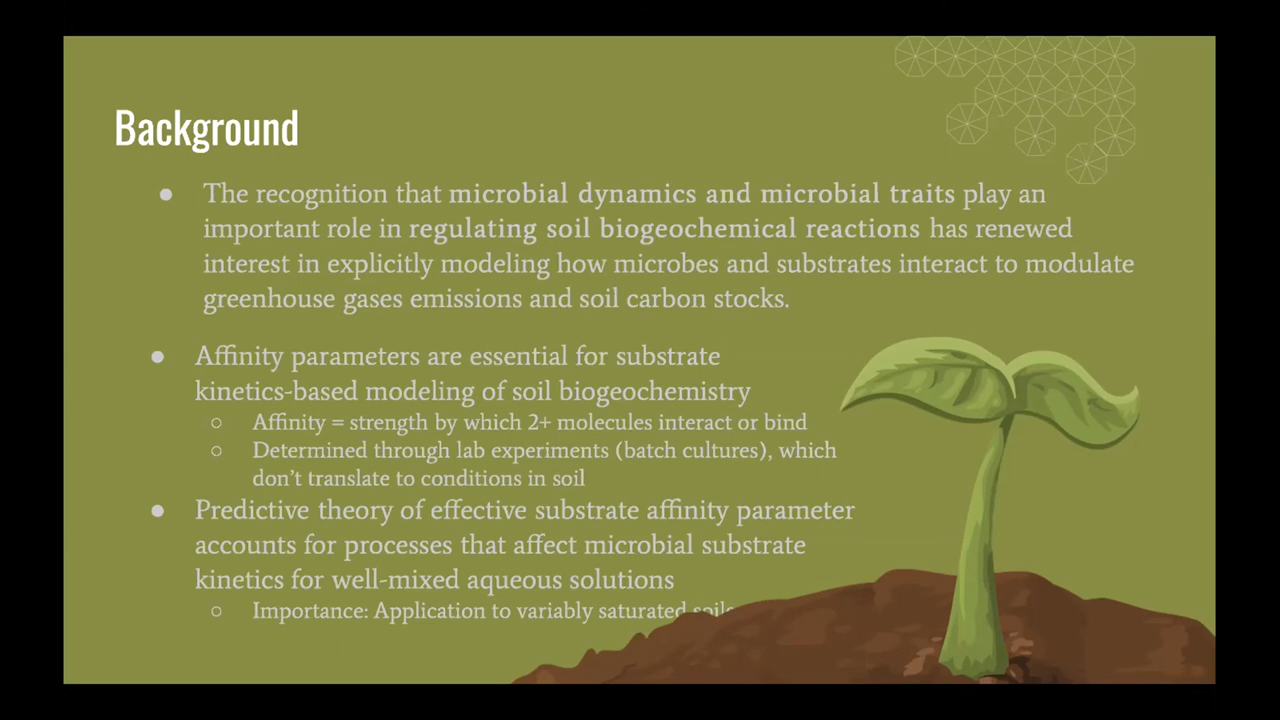 Background
● The recognition that microbial dynamics and microbial traits play an
important role in regulating soil biogeochemical reactions has renewed
interest in explicitly modeling how microbes and substrates interact to modulate
greenhouse gases emissions and soil carbon stocks.
● Affinity parameters are essential for substrate
kinetics-based modeling of soil biogeochemistry
○ Affinity = strength by which 2+ molecules interact or bind
○ Determined through lab experiments (batch cultures), which
don't translate to conditions in soil
● Predictive theory of effective substrate affinity parameter
accounts for processes that affect microbial substrate
kinetics for well-mixed aqueous solutions
○ Importance: Application to variably saturated soils